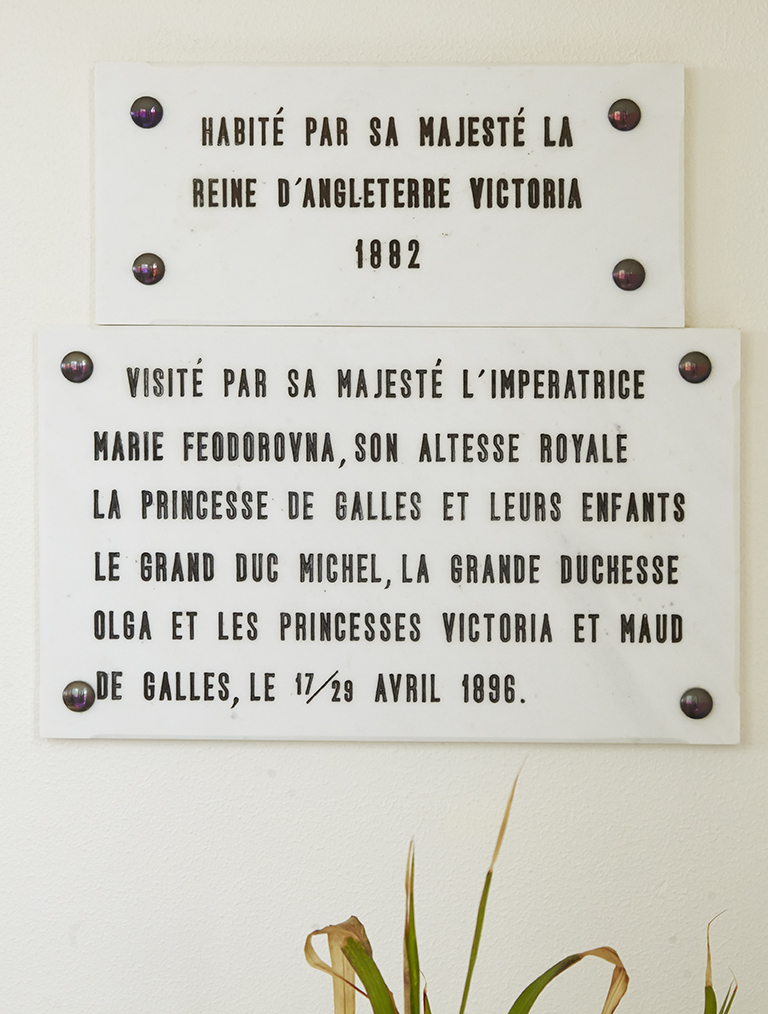 HABITÉ PAR SA MAJESTÉ LA
REINE D'ANGLETERRE VICTORIA
1882
VISITÉ PAR SA MAJESTÉ L'IMPERATRICE
MARIE FEODOROVNA, SON ALTESSE ROYALE
LA PRINCESSE DE GALLES ET LEURS ENFANTS
LE GRAND DUC MICHEL, LA GRANDE DUCHESSE
OLGA ET LES PRINCESSES VICTORIA ET MAUD
DE GALLES, LE 17/29 AVRIL 1896.